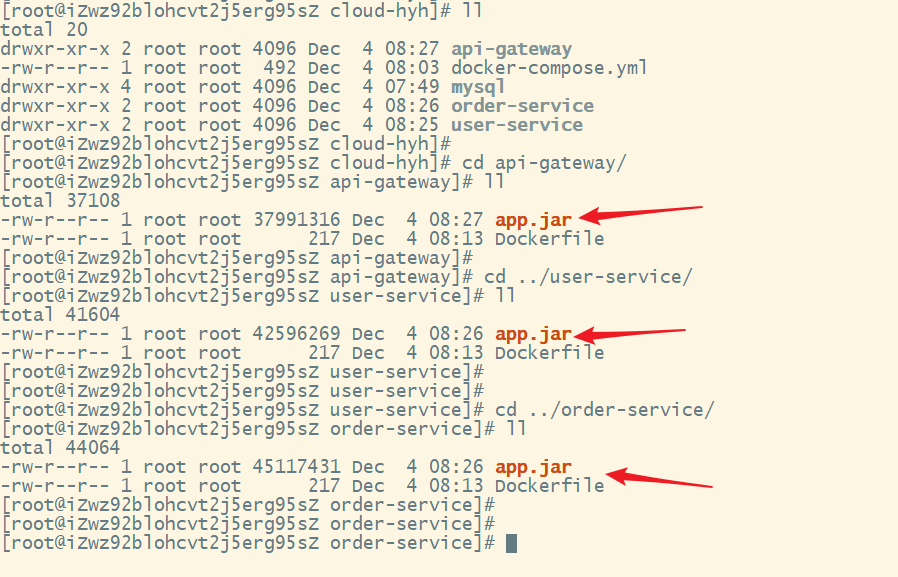 [root@iZwz92blohcvt2j5erg95sZ cloud-hyh]# ll
total 20
drwxr-xr-x 2 root root 4096 Dec  4 08:27 api-gateway
-rw-r--r-- 1 root root  492 Dec  4 08:03 docker-compose.yml
drwxr-xr-x 4 root root 4096 Dec  4 07:49 mysql
drwxr-xr-x 2 root root 4096 Dec  4 08:26 order-service
drwxr-xr-x 2 root root 4096 Dec  4 08:25 user-service
[root@iZwz92blohcvt2j5erg95sZ cloud-hyh]#
[root@iZwz92blohcvt2j5erg95sZ cloud-hyh]# cd api-gateway/
[root@iZwz92blohcvt2j5erg95sZ api-gateway]# ll
total 37108
-rw-r--r-- 1 root root 37991316 Dec  4 08:27 app.jar
-rw-r--r-- 1 root root      217 Dec  4 08:13 Dockerfile
[root@iZwz92blohcvt2j5erg95sZ api-gateway]#
[root@iZwz92blohcvt2j5erg95sZ api-gateway]# cd ../user-service/
[root@iZwz92blohcvt2j5erg95sZ user-service]# ll
total 41604
-rw-r--r-- 1 root root 42596269 Dec  4 08:26 app.jar
-rw-r--r-- 1 root root      217 Dec  4 08:13 Dockerfile
[root@iZwz92blohcvt2j5erg95sZ user-service]#
[root@iZwz92blohcvt2j5erg95sZ user-service]#
[root@iZwz92blohcvt2j5erg95sZ user-service]# cd ../order-service/
[root@iZwz92blohcvt2j5erg95sZ order-service]# ll
total 44064
-rw-r--r-- 1 root root 45117431 Dec  4 08:26 app.jar
-rw-r--r-- 1 root root      217 Dec  4 08:13 Dockerfile
[root@iZwz92blohcvt2j5erg95sZ order-service]#
[root@iZwz92blohcvt2j5erg95sZ order-service]#
[root@iZwz92blohcvt2j5erg95sZ order-service]#